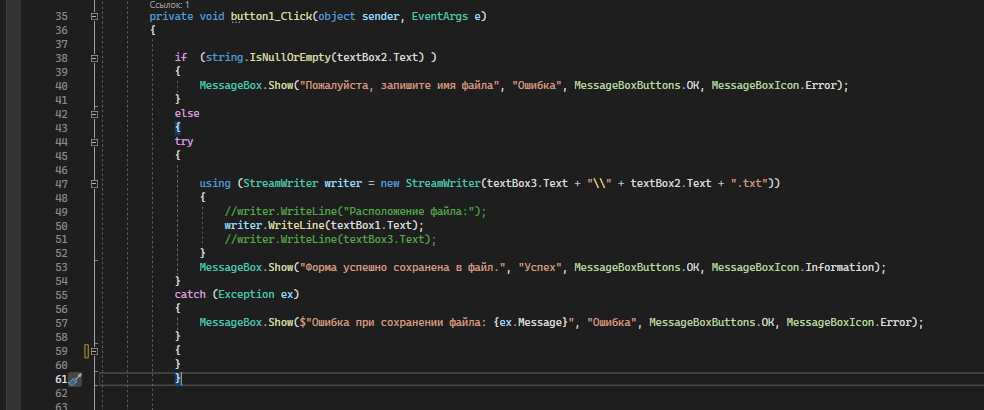 Ссылок: 1
35 private void button1_Click(object sender, EventArgs e)
36 {
37
38 if (string.IsNullOrEmpty(textBox2.Text) )
39 {
40 MessageBox.Show("Пожалуйста, запишите имя файла", "Ошибка", MessageBoxButtons.OK, MessageBoxIcon.Error);
41 }
42 else
43 {
44 try
45 {
46
47 using (StreamWriter writer = new StreamWriter(textBox3.Text + "\\" + textBox2.Text + ".txt"))
48 {
49 //writer.WriteLine("Расположение файла:");
50 writer.WriteLine(textBox1.Text);
51 //writer.WriteLine(textBox3.Text);
52 }
53 MessageBox.Show("Форма успешно сохранена в файл.", "Успех", MessageBoxButtons.OK, MessageBoxIcon.Information);
54 }
55 catch (Exception ex)
56 {
57 MessageBox.Show($"Ошибка при сохранении файла: {ex.Message}", "Ошибка", MessageBoxButtons.OK, MessageBoxIcon.Error);
58 }
59 {
60 }
61 }
62
63